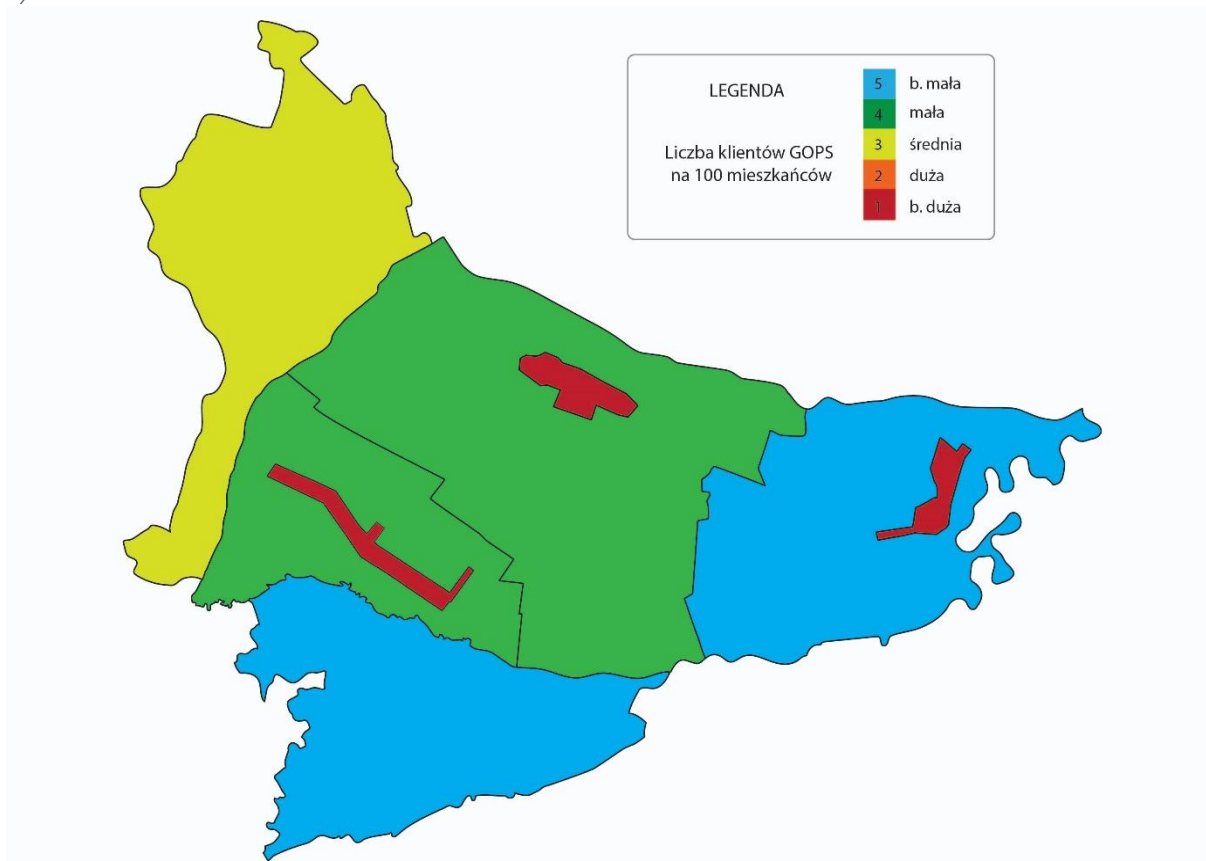 LEGENDA
Liczba klientów GOPS
na 100 mieszkańców
5 b. mała
4 mała
3 średnia
2 duża
1 b. duża